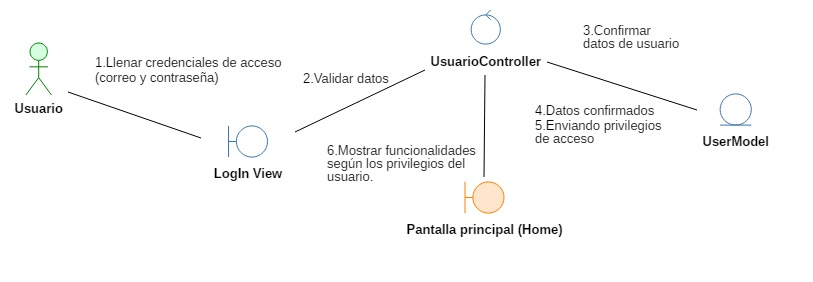 1.Llenar credenciales de acceso
(correo y contraseña)
Usuario
LogIn View
2.Validar datos
UsuarioController
3.Confirmar
datos de usuario
4.Datos confirmados
5.Enviando privilegios
de acceso
UserModel
6.Mostrar funcionalidades
según los privilegios del
usuario.
Pantalla principal (Home)